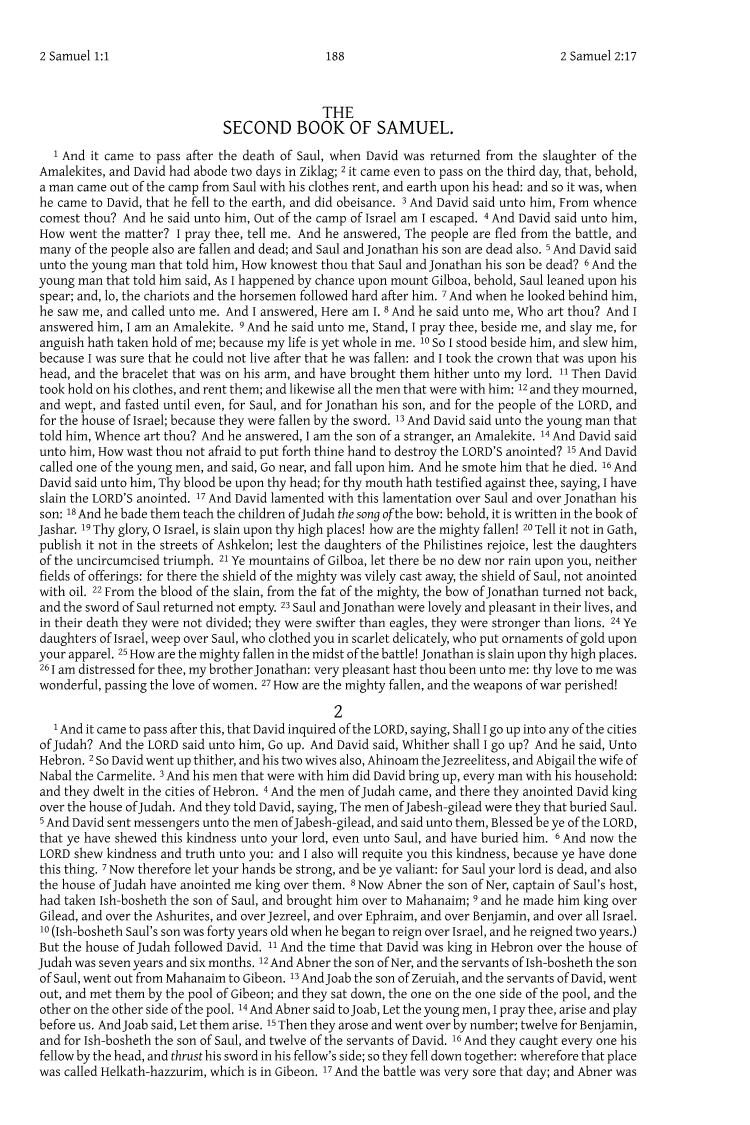 2 Samuel 1:1 188 2 Samuel 2:17
THE
SECOND BOOK OF SAMUEL.
1 And it came to pass after the death of Saul, when David was returned from the slaughter of the
Amalekites, and David had abode two days in Ziklag; 2 it came even to pass on the third day, that, behold,
a man came out of the camp from Saul with his clothes rent, and earth upon his head: and so it was, when
he came to David, that he fell to the earth, and did obeisance. 3 And David said unto him, From whence
comest thou? And he said unto him, Out of the camp of Israel am I escaped. 4 And David said unto him,
How went the matter? I pray thee, tell me. And he answered, The people are fled from the battle, and
many of the people also are fallen and dead; and Saul and Jonathan his son are dead also. 5 And David said
unto the young man that told him, How knowest thou that Saul and Jonathan his son be dead? 6 And the
young man that told him said, As I happened by chance upon mount Gilboa, behold, Saul leaned upon his
spear; and, lo, the chariots and the horsemen followed hard after him. 7 And when he looked behind him,
he saw me, and called unto me. And I answered, Here am I. 8 And he said unto me, Who art thou? And I
answered him, I am an Amalekite. 9 And he said unto me, Stand, I pray thee, beside me, and slay me, for
anguish hath taken hold of me; because my life is yet whole in me. 10 So I stood beside him, and slew him,
because I was sure that he could not live after that he was fallen: and I took the crown that was upon his
head, and the bracelet that was on his arm, and have brought them hither unto my lord. 11 Then David
took hold on his clothes, and rent them; and likewise all the men that were with him: 12 and they mourned,
and wept, and fasted until even, for Saul, and for Jonathan his son, and for the people of the LORD, and
for the house of Israel; because they were fallen by the sword. 13 And David said unto the young man that
told him, Whence art thou? And he answered, I am the son of a stranger, an Amalekite. 14 And David said
unto him, How wast thou not afraid to put forth thine hand to destroy the LORD'S anointed? 15 And David
called one of the young men, and said, Go near, and fall upon him. And he smote him that he died. 16 And
David said unto him, Thy blood be upon thy head; for thy mouth hath testified against thee, saying, I have
slain the LORD'S anointed. 17 And David lamented with this lamentation over Saul and over Jonathan his
son: 18 And he bade them teach the children of Judah the song of the bow: behold, it is written in the book of
Jashar. 19 Thy glory, O Israel, is slain upon thy high places! how are the mighty fallen! 20 Tell it not in Gath,
publish it not in the streets of Ashkelon; lest the daughters of the Philistines rejoice, lest the daughters
of the uncircumcised triumph. 21 Ye mountains of Gilboa, let there be no dew nor rain upon you, neither
fields of offerings: for there the shield of the mighty was vilely cast away, the shield of Saul, not anointed
with oil. 22 From the blood of the slain, from the fat of the mighty, the bow of Jonathan turned not back,
and the sword of Saul returned not empty. 23 Saul and Jonathan were lovely and pleasant in their lives, and
in their death they were not divided; they were swifter than eagles, they were stronger than lions. 24 Ye
daughters of Israel, weep over Saul, who clothed you in scarlet delicately, who put ornaments of gold upon
your apparel. 25 How are the mighty fallen in the midst of the battle! Jonathan is slain upon thy high places.
26 I am distressed for thee, my brother Jonathan: very pleasant hast thou been unto me: thy love to me was
wonderful, passing the love of women. 27 How are the mighty fallen, and the weapons of war perished!
2
1 And it came to pass after this, that David inquired of the LORD, saying, Shall I go up into any of the cities
of Judah? And the LORD said unto him, Go up. And David said, Whither shall I go up? And he said, Unto
Hebron. 2 So David went up thither, and his two wives also, Ahinoam the Jezreelitess, and Abigail the wife of
Nabal the Carmelite. 3 And his men that were with him did David bring up, every man with his household:
and they dwelt in the cities of Hebron. 4 And the men of Judah came, and there they anointed David king
over the house of Judah. And they told David, saying, The men of Jabesh-gilead were they that buried Saul.
5 And David sent messengers unto the men of Jabesh-gilead, and said unto them, Blessed be ye of the LORD,
that ye have shewed this kindness unto your lord, even unto Saul, and have buried him. 6 And now the
LORD shew kindness and truth unto you: and I also will requite you this kindness, because ye have done
this thing. 7 Now therefore let your hands be strong, and be ye valiant: for Saul your lord is dead, and also
the house of Judah have anointed me king over them. 8 Now Abner the son of Ner, captain of Saul's host,
had taken Ish-bosheth the son of Saul, and brought him over to Mahanaim; 9 and he made him king over
Gilead, and over the Ashurites, and over Jezreel, and over Ephraim, and over Benjamin, and over all Israel.
10 (Ish-bosheth Saul's son was forty years old when he began to reign over Israel, and he reigned two years.)
But the house of Judah followed David. 11 And the time that David was king in Hebron over the house of
Judah was seven years and six months. 12 And Abner the son of Ner, and the servants of Ish-bosheth the son
of Saul, went out from Mahanaim to Gibeon. 13 And Joab the son of Zeruiah, and the servants of David, went
out, and met them by the pool of Gibeon; and they sat down, the one on the one side of the pool, and the
other on the other side of the pool. 14 And Abner said to Joab, Let the young men, I pray thee, arise and play
before us. And Joab said, Let them arise. 15 Then they arose and went over by number; twelve for Benjamin,
and for Ish-bosheth the son of Saul, and twelve of the servants of David. 16 And they caught every one his
fellow by the head, and thrust his sword in his fellow's side; so they fell down together: wherefore that place
was called Helkath-hazzurim, which is in Gibeon. 17 And the battle was very sore that day; and Abner was